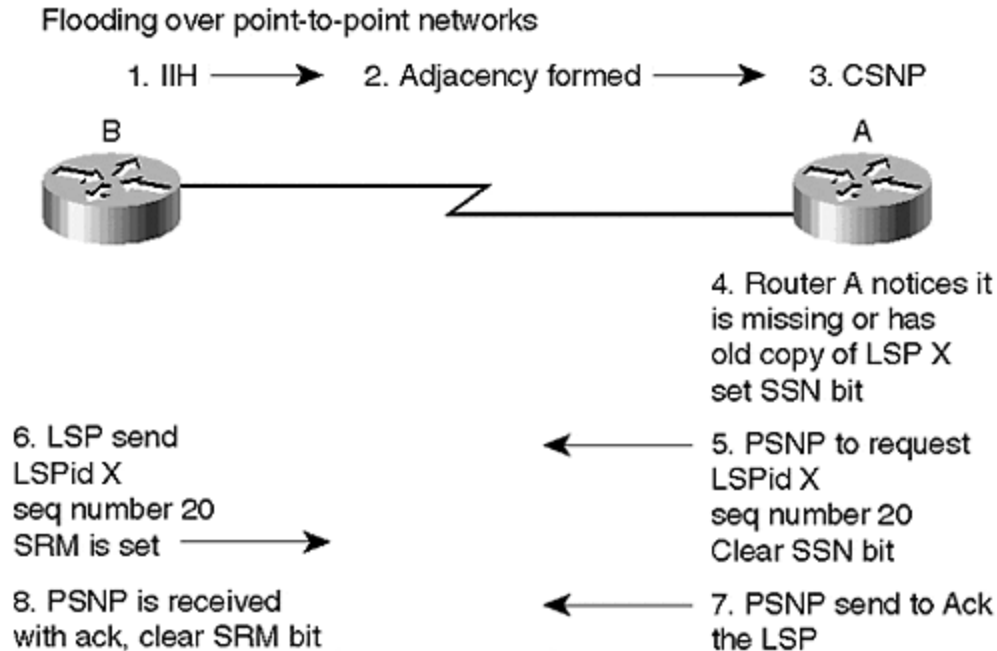 Flooding over point-to-point networks
1. IIH
2. Adjacency formed
3. CSNP
B
A
4. Router A notices it
is missing or has
old copy of LSP X
set SSN bit
5. PSNP to request
LSPid X
seq number 20
Clear SSN bit
6. LSP send
LSPid X
seq number 20
SRM is set
7. PSNP send to Ack
the LSP
8. PSNP is received
with ack, clear SRM bit